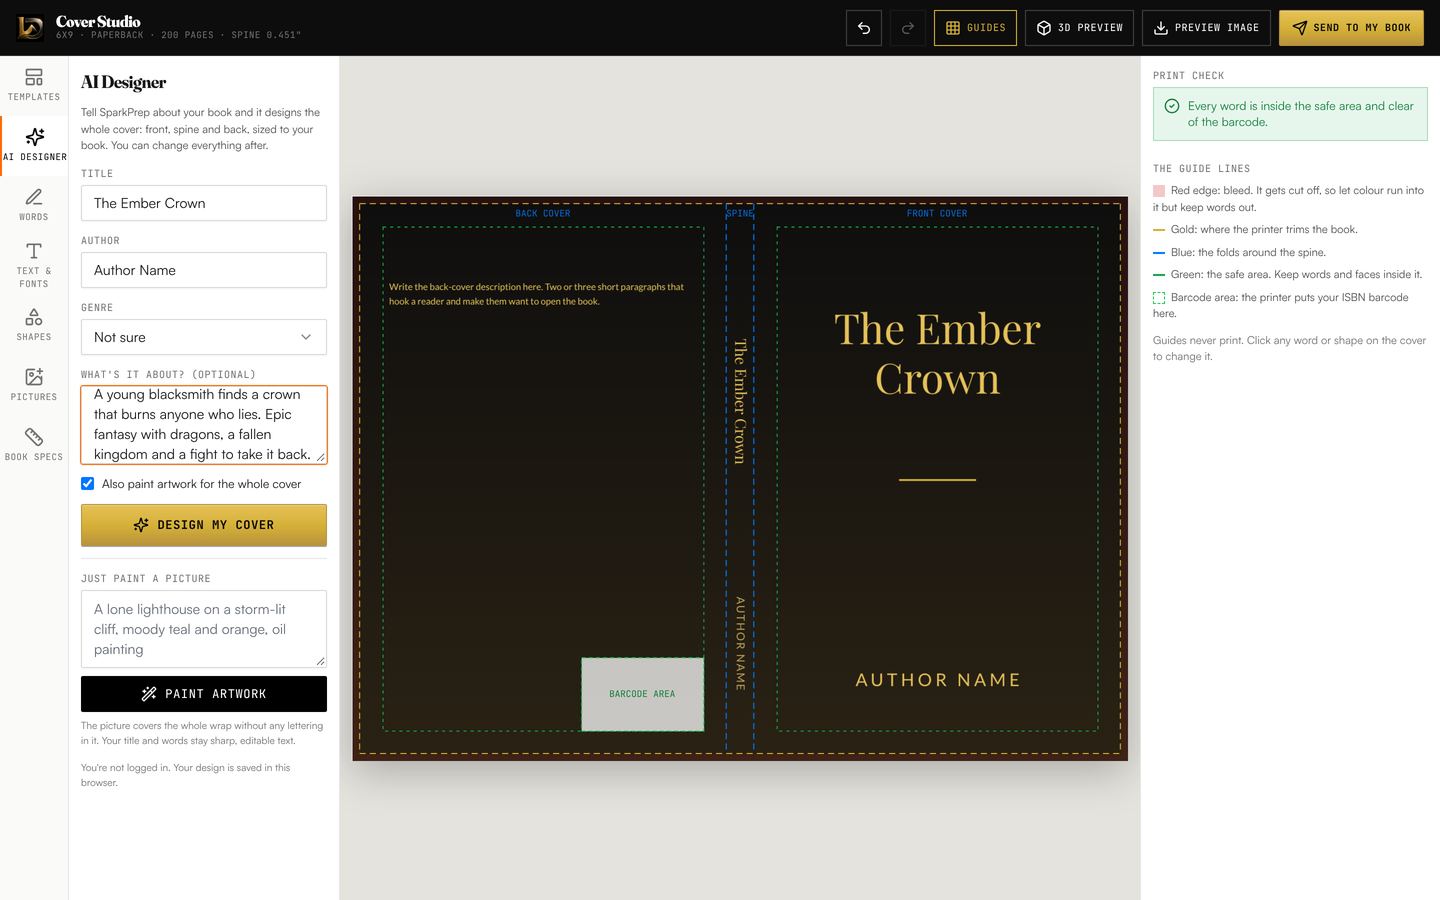 Cover Studio
6X9 · PAPERBACK · 200 PAGES · SPINE 0.451"
GUIDES
3D PREVIEW
PREVIEW IMAGE
SEND TO MY BOOK
TEMPLATES
AI DESIGNER
WORDS
TEXT &
FONTS
SHAPES
PICTURES
BOOK SPECS
AI Designer
Tell SparkPrep about your book and it designs the
whole cover: front, spine and back, sized to your
book. You can change everything after.
TITLE
The Ember Crown
AUTHOR
Author Name
GENRE
Not sure
WHAT'S IT ABOUT? (OPTIONAL)
A young blacksmith finds a crown
that burns anyone who lies. Epic
fantasy with dragons, a fallen
kingdom and a fight to take it back.
Also paint artwork for the whole cover
DESIGN MY COVER
JUST PAINT A PICTURE
A lone lighthouse on a storm-lit
cliff, moody teal and orange, oil
painting
PAINT ARTWORK
The picture covers the whole wrap without any lettering
in it. Your title and words stay sharp, editable text.
You're not logged in. Your design is saved in this
browser.
BACK COVER
SPINE
FRONT COVER
Write the back-cover description here. Two or three short paragraphs that
hook a reader and make them want to open the book.
BARCODE AREA
The Ember Crown
AUTHOR NAME
The Ember
Crown
AUTHOR NAME
PRINT CHECK
Every word is inside the safe area and clear
of the barcode.
THE GUIDE LINES
Red edge: bleed. It gets cut off, so let colour run into
it but keep words out.
Gold: where the printer trims the book.
Blue: the folds around the spine.
Green: the safe area. Keep words and faces inside it.
Barcode area: the printer puts your ISBN barcode
here.
Guides never print. Click any word or shape on the cover
to change it.